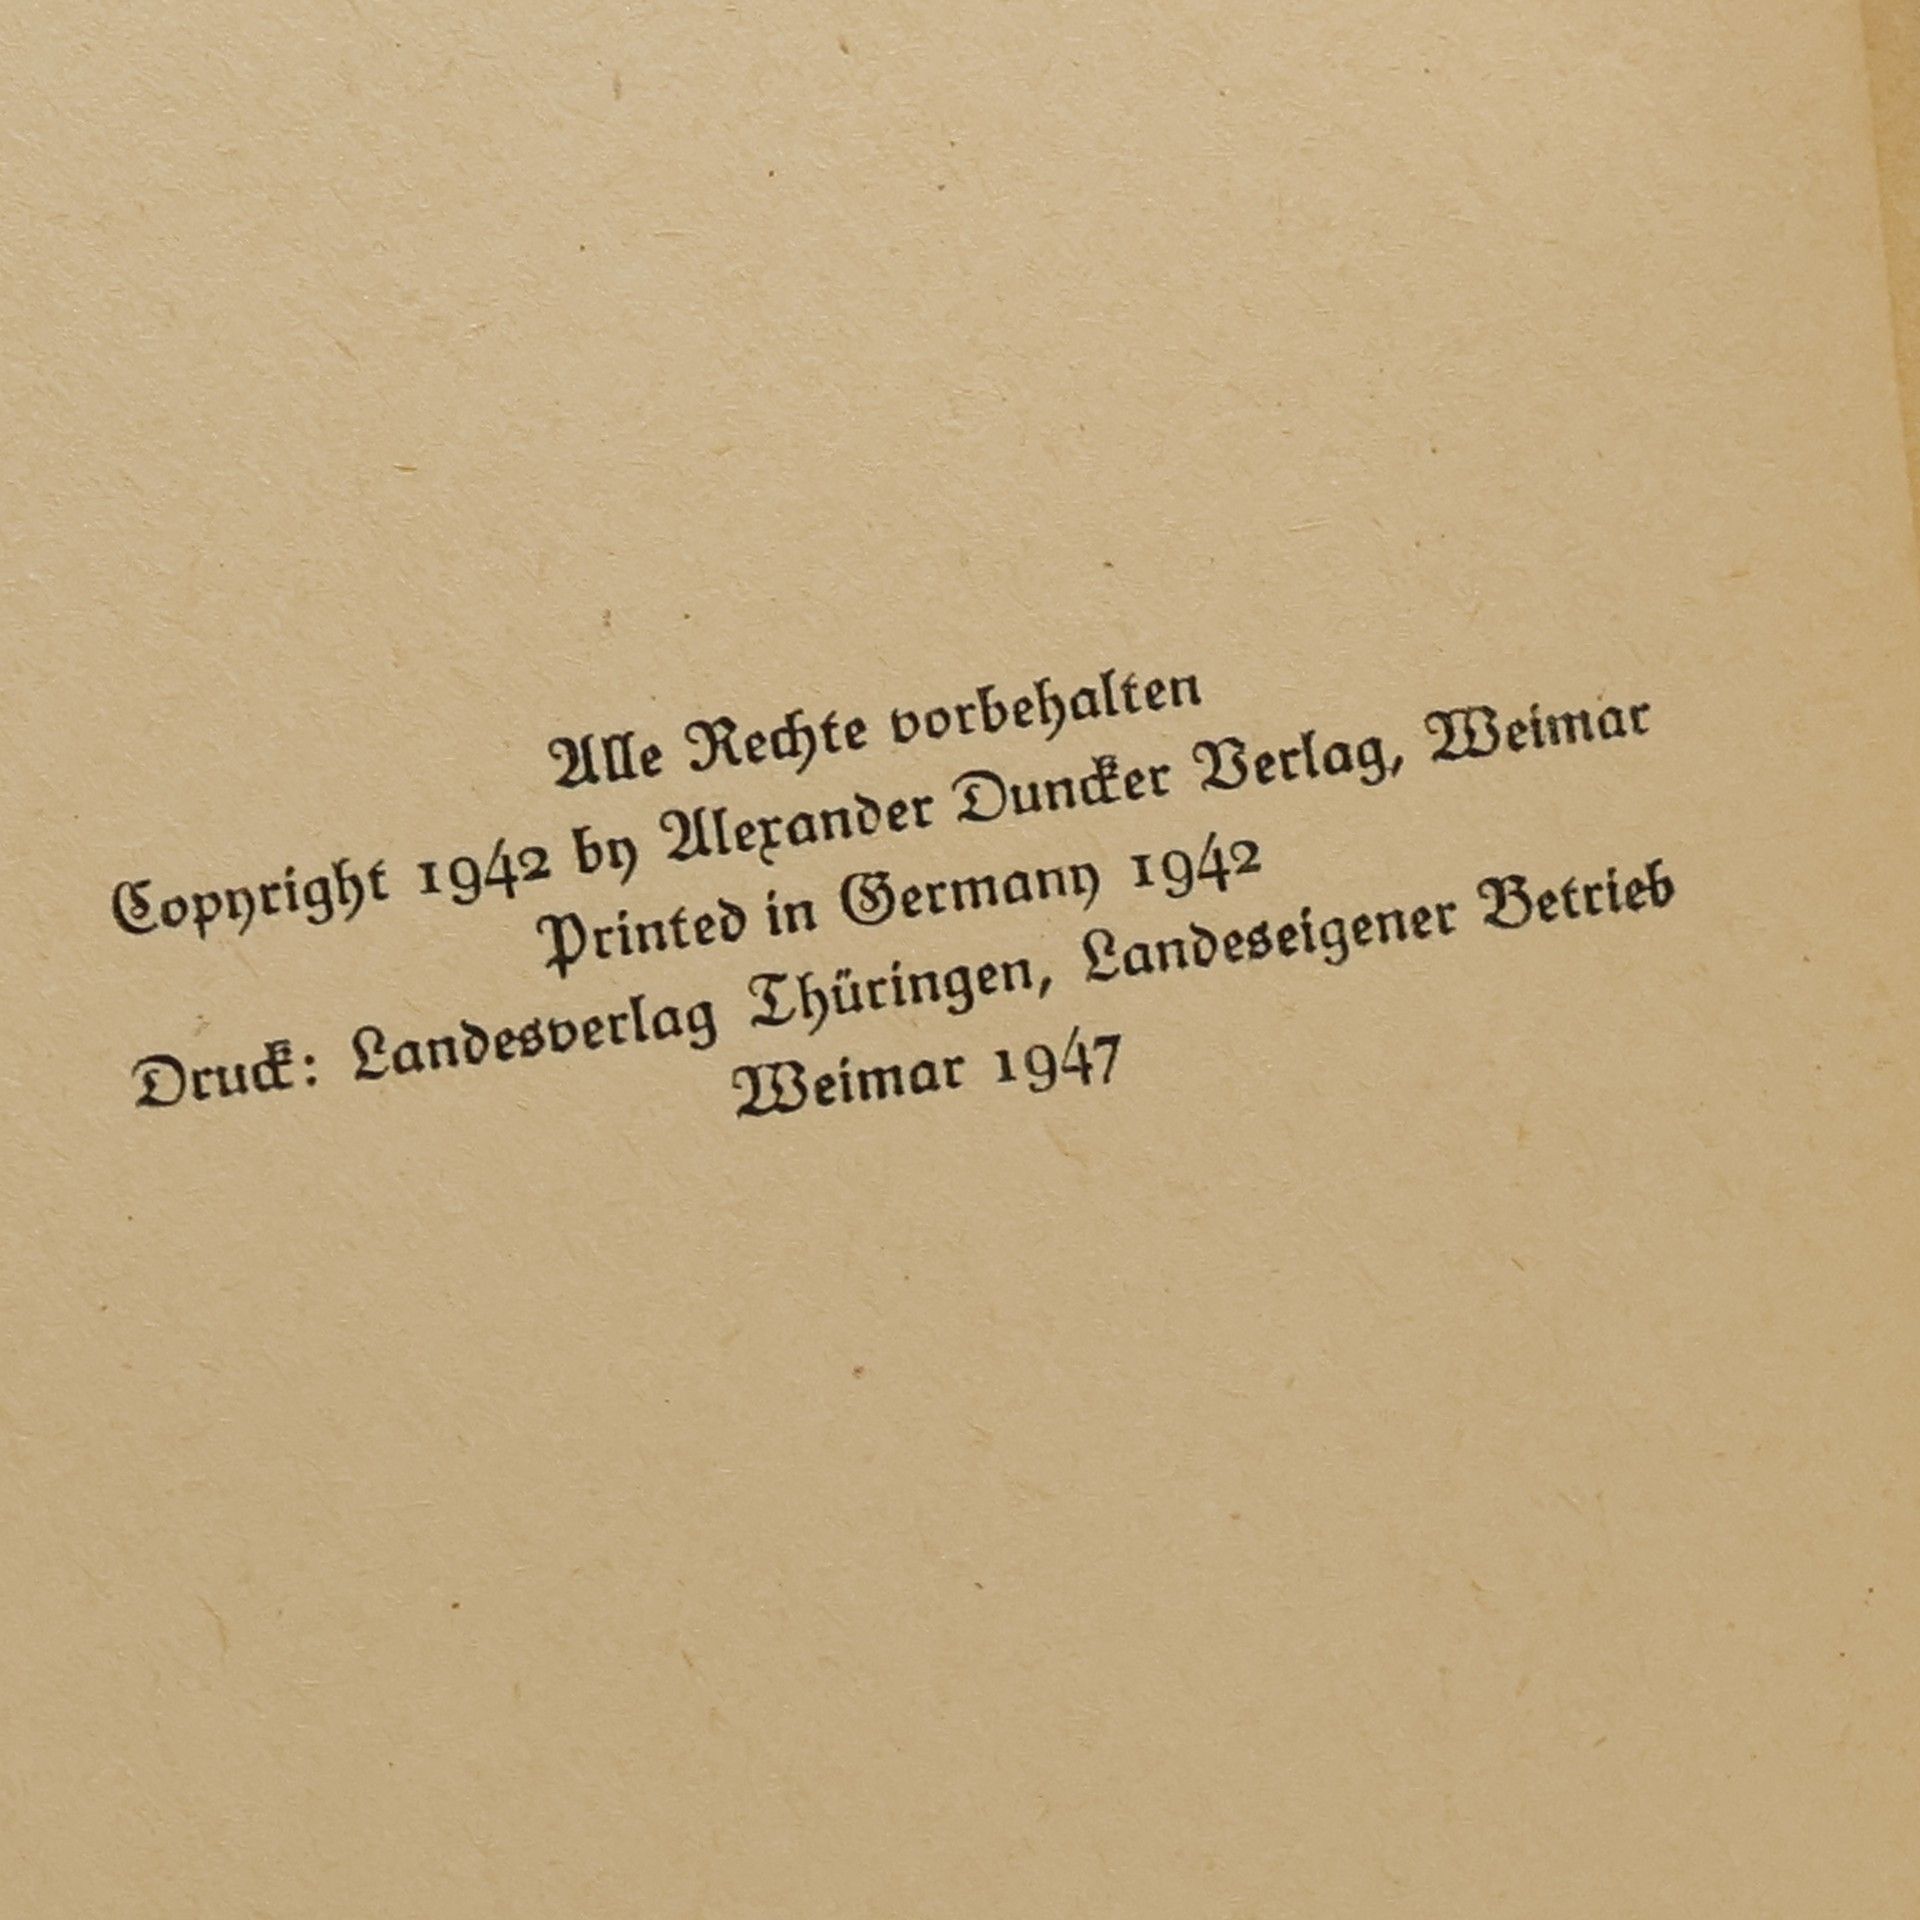 Alle Rechte vorbehalten
Copyright 1942 by Alexander Duncker Verlag, Weimar
Printed in Germany 1942
Druck: Landesverlag Thüringen, Landeseigener Betrieb
Weimar 1947